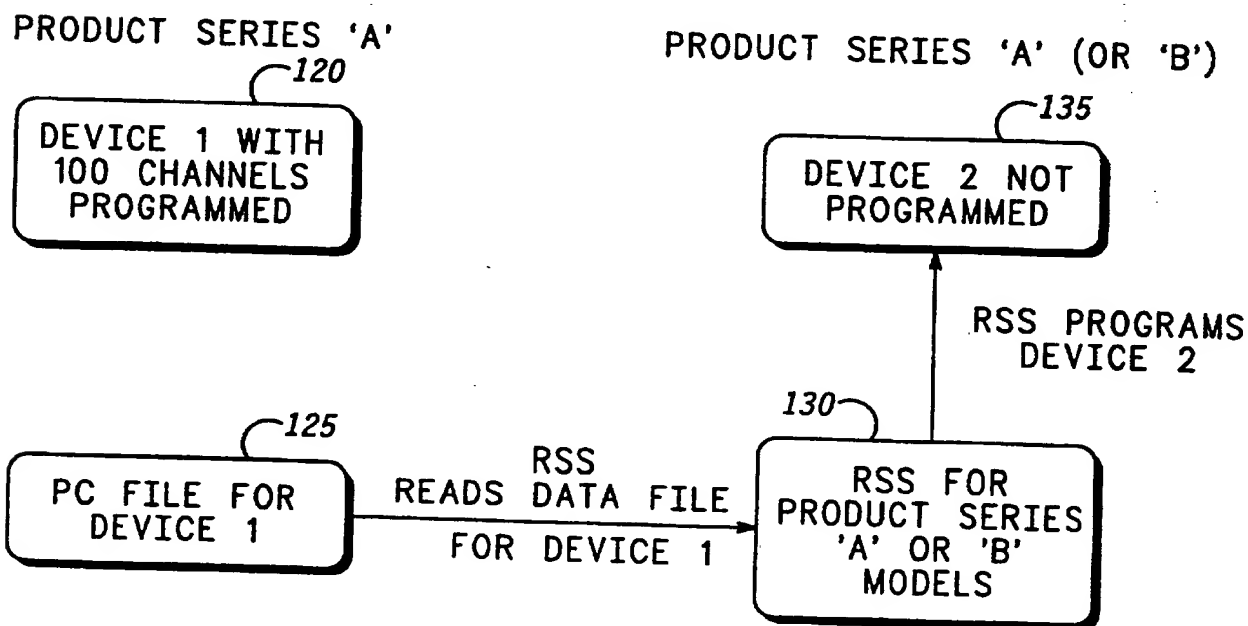 PRODUCT SERIES 'A'
120
DEVICE 1 WITH
100 CHANNELS
PROGRAMMED
PRODUCT SERIES 'A' (OR 'B')
135
DEVICE 2 NOT
PROGRAMMED
RSS PROGRAMS
DEVICE 2
125
PC FILE FOR
DEVICE 1
RSS
READS DATA FILE
FOR DEVICE 1
130
RSS FOR
PRODUCT SERIES
'A' OR 'B'
MODELS